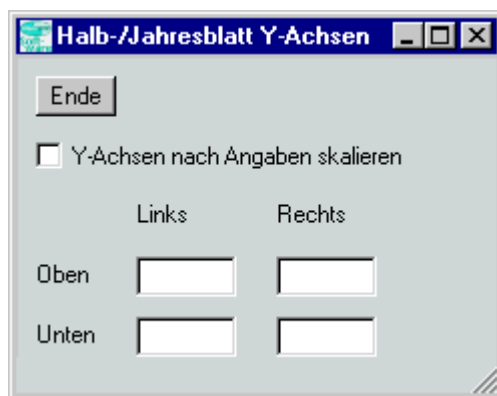 Halb-/Jahresblatt Y-Achsen
Ende
Y-Achsen nach Angaben skalieren
Links Rechts
Oben
Unten